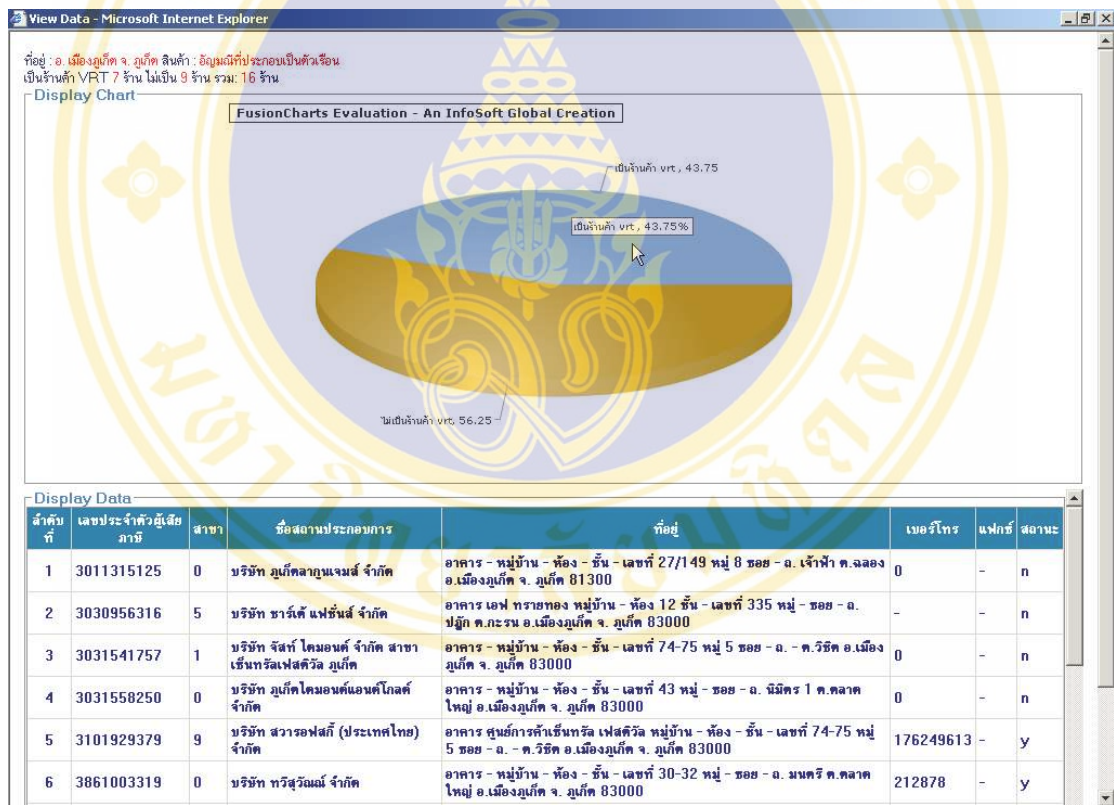 View Data - Microsoft Internet Explorer
ที่อยู่ : อ. เมืองภูเก็ต จ. ภูเก็ต สินค้า : อัญมณีที่ประกอบเป็นตัวเรือน
เป็นร้านค้า VRT 7 ร้าน ไม่เป็น 9 ร้าน รวม: 16 ร้าน
Display Chart
FusionCharts Evaluation - An InfoSoft Global Creation
เป็นร้านค้า vrt , 43.75
เป็นร้านค้า vrt , 43.75%
ไม่เป็นร้านค้า vrt, 56.25
Display Data
ลำดับที่ เลขประจำตัวผู้เสียภาษี สาขา ชื่อสถานประกอบการ ที่อยู่ เบอร์โทร แฟกซ์ สถานะ
1 3011315125 0 บริษัท ภูเก็ตลากูนเจมส์ จำกัด อาคาร - หมู่บ้าน - ห้อง - ชั้น - เลขที่ 27/149 หมู่ 8 ซอย - ถ. เจ้าฟ้า ต.ฉลอง 0 - n
อ.เมืองภูเก็ต จ. ภูเก็ต 81300
2 3030956316 5 บริษัท ชาร์เต้ แฟชั่นส์ จำกัด อาคาร เอฟ ทรายทอง หมู่บ้าน - ห้อง 12 ชั้น - เลขที่ 335 หมู่ - ซอย - ถ. - - n
ปฏัก ต.กะรน อ.เมืองภูเก็ต จ. ภูเก็ต 83000
3 3031541757 1 บริษัท จัสท์ ไดมอนด์ จำกัด สาขา อาคาร - หมู่บ้าน - ห้อง - ชั้น - เลขที่ 74-75 หมู่ 5 ซอย - ถ. - ต.วิชิต อ.เมือง 0 - n
เซ็นทรัลเฟสติวัล ภูเก็ต ภูเก็ต จ. ภูเก็ต 83000
4 3031558250 0 บริษัท ภูเก็ตไดมอนด์แอนด์โกลด์ อาคาร - หมู่บ้าน - ห้อง - ชั้น - เลขที่ 43 หมู่ - ซอย - ถ. นิมิตร 1 ต.ตลาด 0 - n
จำกัด ใหญ่ อ.เมืองภูเก็ต จ. ภูเก็ต 83000
5 3101929379 9 บริษัท สวารอฟสกี้ (ประเทศไทย) อาคาร ศูนย์การค้าเซ็นทรัล เฟสติวัล หมู่บ้าน - ห้อง - ชั้น - เลขที่ 74-75 หมู่ 176249613 - y
จำกัด 5 ซอย - ถ. - ต.วิชิต อ.เมืองภูเก็ต จ. ภูเก็ต 83000
6 3861003319 0 บริษัท ทวีสุวัณณ์ จำกัด อาคาร - หมู่บ้าน - ห้อง - ชั้น - เลขที่ 30-32 หมู่ - ซอย - ถ. มนตรี ต.ตลาด 212878 - y
ใหญ่ อ.เมืองภูเก็ต จ. ภูเก็ต 83000
มหาวิทยาลัยมหิดล